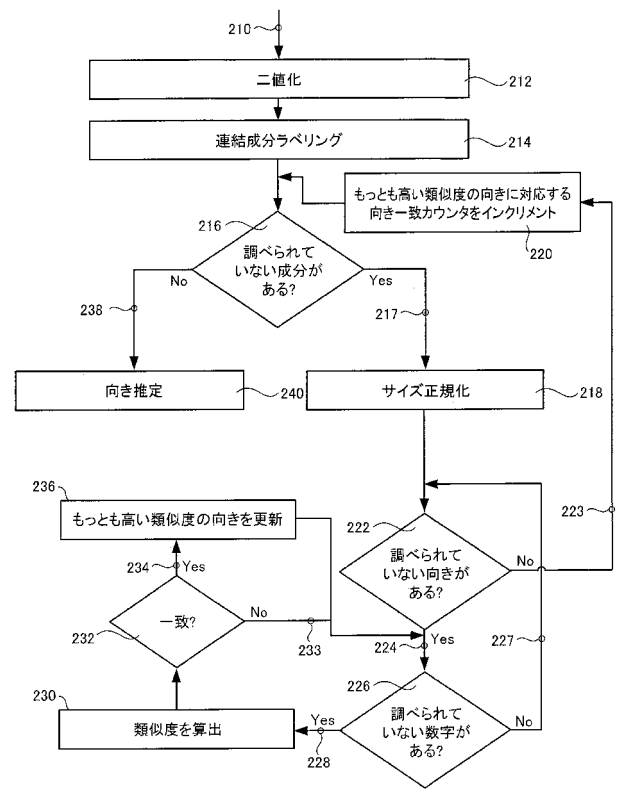 210
二値化
212
連結成分ラベリング
214
もっとも高い類似度の向きに対応する
向き一致カウンタをインクリメント
220
216
調べられて
いない成分が
ある?
No
Yes
238
217
向き推定
240
サイズ正規化
218
236
もっとも高い類似度の向きを更新
222
調べられて
いない向きが
ある?
No
223
234
Yes
一致?
No
232
233
Yes
224
227
226
調べられて
いない数字が
ある?
No
230
類似度を算出
Yes
228